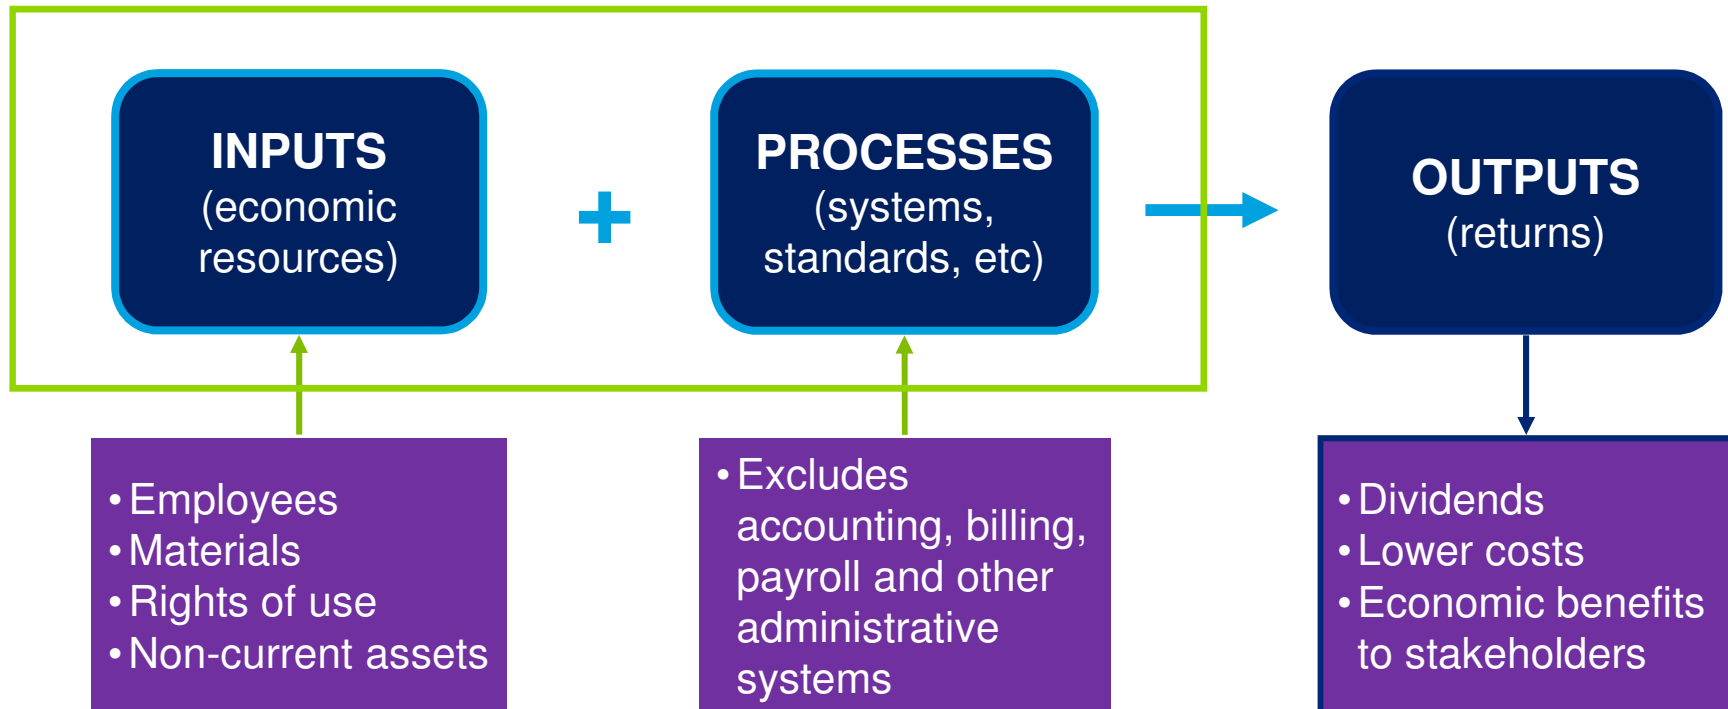 INPUTS
(economic
resources)
+
PROCESSES
(systems,
standards, etc)
OUTPUTS
(returns)
• Employees
• Materials
• Rights of use
• Non-current assets
• Excludes
accounting, billing,
payroll and other
administrative
systems
• Dividends
• Lower costs
• Economic benefits
to stakeholders